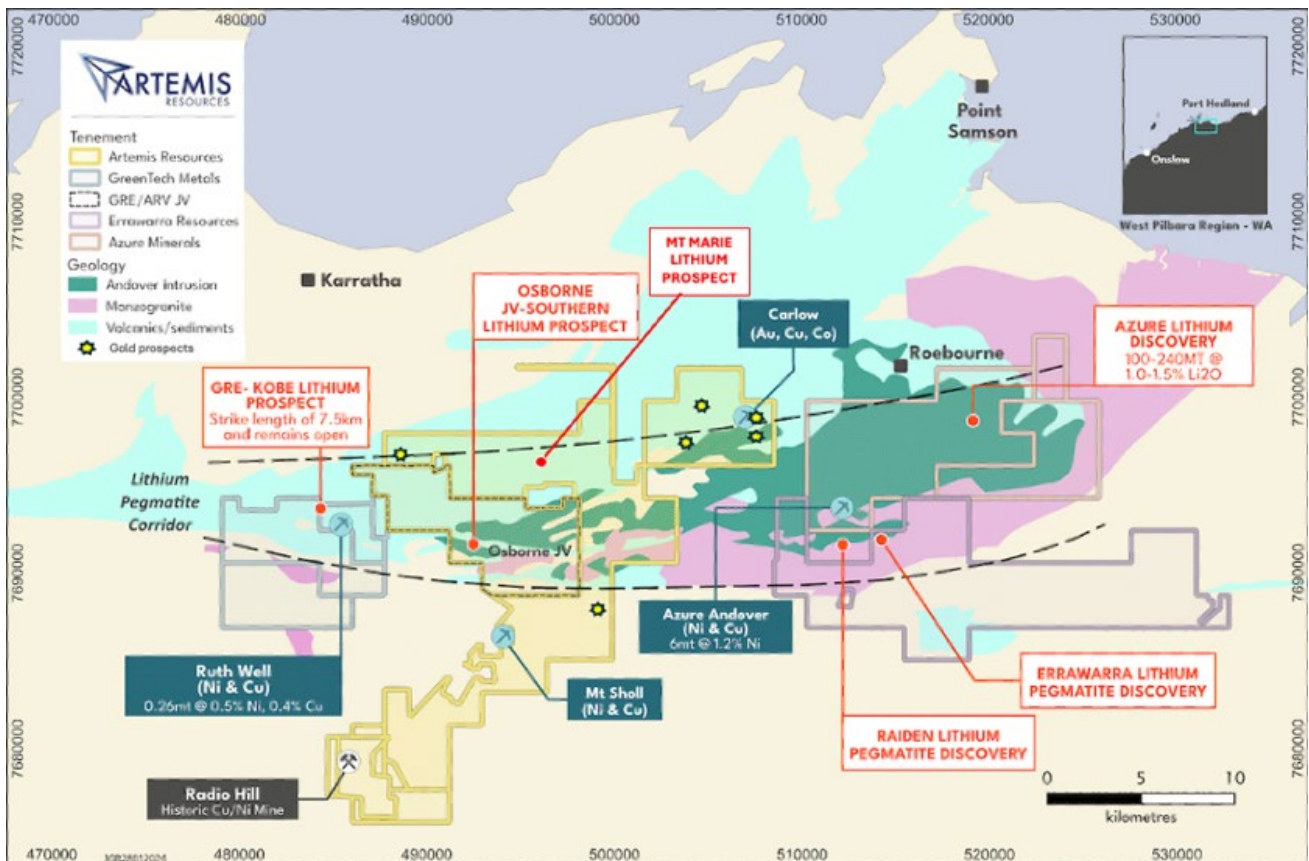 470000 480000 490000 500000 510000 520000 530000
7720000
7720000
ARTEMIS
RESOURCES
Tenement
Artemis Resources
GreenTech Metals
GRE/ARV JV
Errawarra Resources
Azure Minerals
Geology
Andover intrusion
Monzogranite
Volcanics/sediments
Gold prospects
Point
Samson
Port Hedland
Onslow
West Pilbara Region - WA
7710000
7710000
Karratha
MT MARIE
LITHIUM
PROSPECT
OSBORNE
JV-SOUTHERN
LITHIUM PROSPECT
Carlow
(Au, Cu, Co)
Roebourne
AZURE LITHIUM
DISCOVERY
100-240MT @
1.0-1.5% Li2O
GRE- KOBE LITHIUM
PROSPECT
Strike length of 7.5km
and remains open
7700000
7700000
Lithium
Pegmatite
Corridor
Osborne JV
7690000
7690000
Azure Andover
(Ni & Cu)
6mt @ 1.2% Ni
Ruth Well
(Ni & Cu)
0.26mt @ 0.5% Ni, 0.4% Cu
Mt Sholl
(Ni & Cu)
ERRAWARRA LITHIUM
PEGMATITE DISCOVERY
RAIDEN LITHIUM
PEGMATITE DISCOVERY
7680000
7680000
Radio Hill
Historic Cu/Ni Mine
0 5 10
kilometres
470000 480000 490000 500000 510000 520000 530000